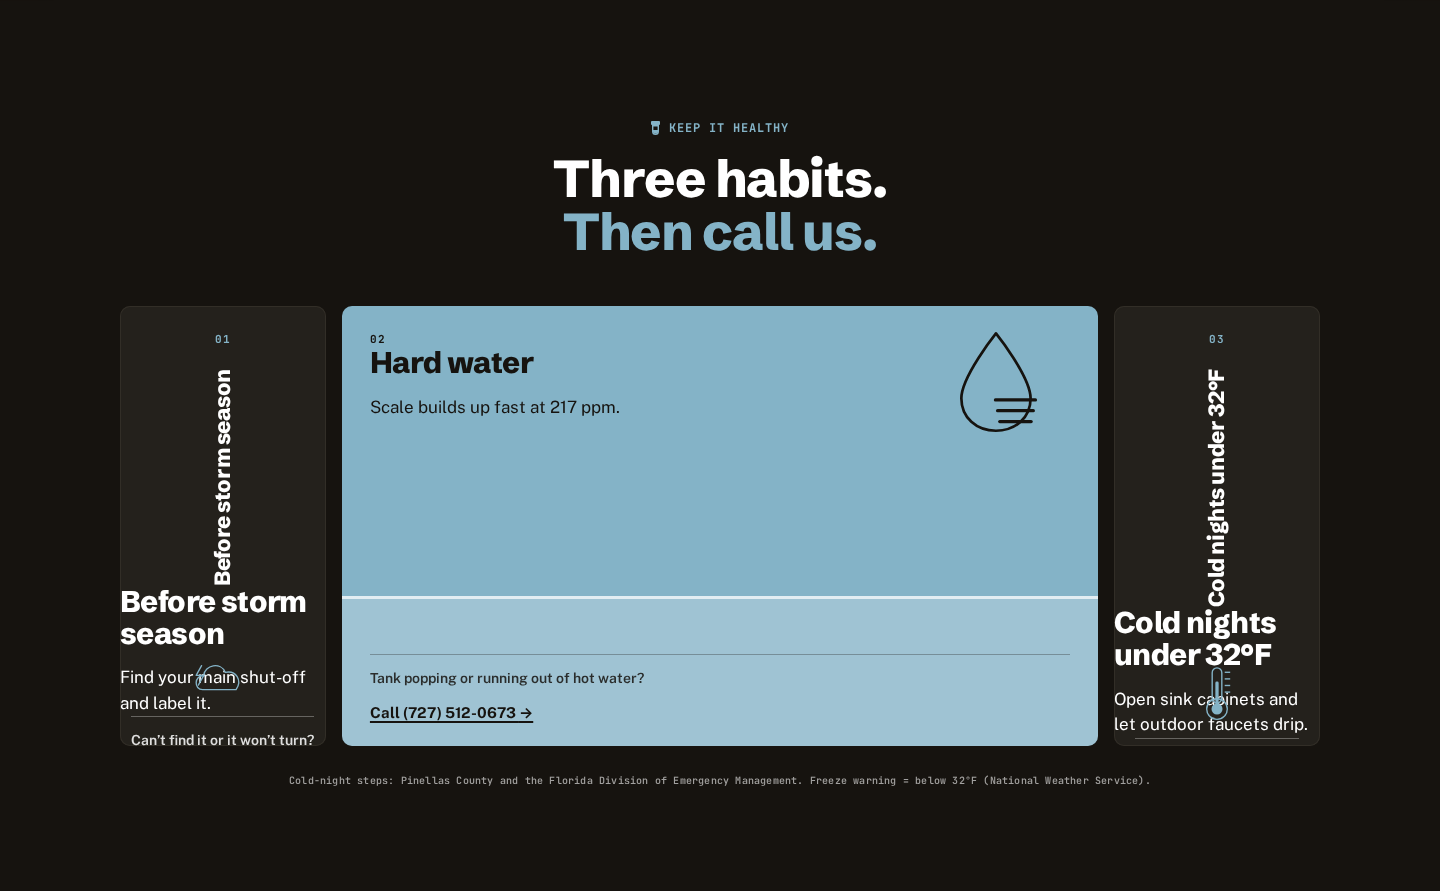 KEEP IT HEALTHY
Three habits.
Then call us.
01
Before storm season
Before storm
season
Find your main shut-off
and label it.
Can't find it or it won't turn?
02
Hard water
Scale builds up fast at 217 ppm.
Tank popping or running out of hot water?
Call (727) 512-0673 →
03
Cold nights under 32°F
Cold nights
under 32°F
Open sink cabinets and
let outdoor faucets drip.
Cold-night steps: Pinellas County and the Florida Division of Emergency Management. Freeze warning = below 32°F (National Weather Service).